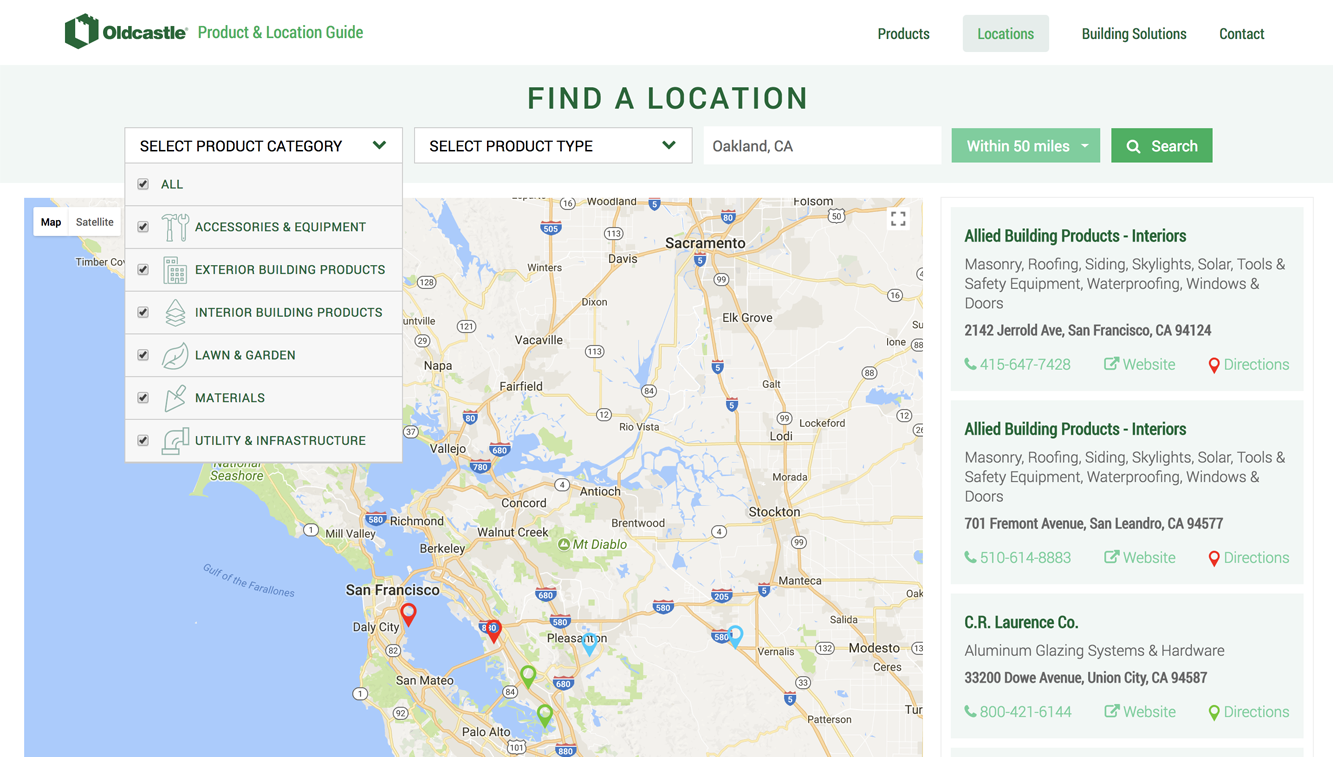 Oldcastle® Product & Location Guide
Products
Locations
Building Solutions
Contact
FIND A LOCATION
SELECT PRODUCT CATEGORY
SELECT PRODUCT TYPE
Oakland, CA
Within 50 miles
Search
ALL
ACCESSORIES & EQUIPMENT
EXTERIOR BUILDING PRODUCTS
INTERIOR BUILDING PRODUCTS
LAWN & GARDEN
MATERIALS
UTILITY & INFRASTRUCTURE
Map
Satellite
Timber Cov
16
Woodland
5
Folsom
505
113
80
50
Sacramento
Davis
5
Winters
99
128
16
Dixon
Elk Grove
121
29
Vacaville
113
Ione
88
Napa
5
Galt
88
Fairfield
84
5
80
12
99
Lockeford
12
Rio Vista
37
Lodi
26
Vallejo
680
780
National
Seashore
Morada
4
Antioch
Concord
Stockton
580
Richmond
Brentwood
1
Mill Valley
Walnut Creek
4
Berkeley
Mt Diablo
99
Gulf of the Farallones
Manteca
San Francisco
680
205
5
580
Daly City
880
580
Salida
Pleasanton
580
132
Modesto
82
Vernalis
Ceres
San Mateo
84
680
33
1
5
92
Patterson
Palo Alto
101
880
Allied Building Products - Interiors
Masonry, Roofing, Siding, Skylights, Solar, Tools &
Safety Equipment, Waterproofing, Windows &
Doors
2142 Jerrold Ave, San Francisco, CA 94124
415-647-7428 Website Directions
Allied Building Products - Interiors
Masonry, Roofing, Siding, Skylights, Solar, Tools &
Safety Equipment, Waterproofing, Windows &
Doors
701 Fremont Avenue, San Leandro, CA 94577
510-614-8883 Website Directions
C.R. Laurence Co.
Aluminum Glazing Systems & Hardware
33200 Dowe Avenue, Union City, CA 94587
800-421-6144 Website Directions